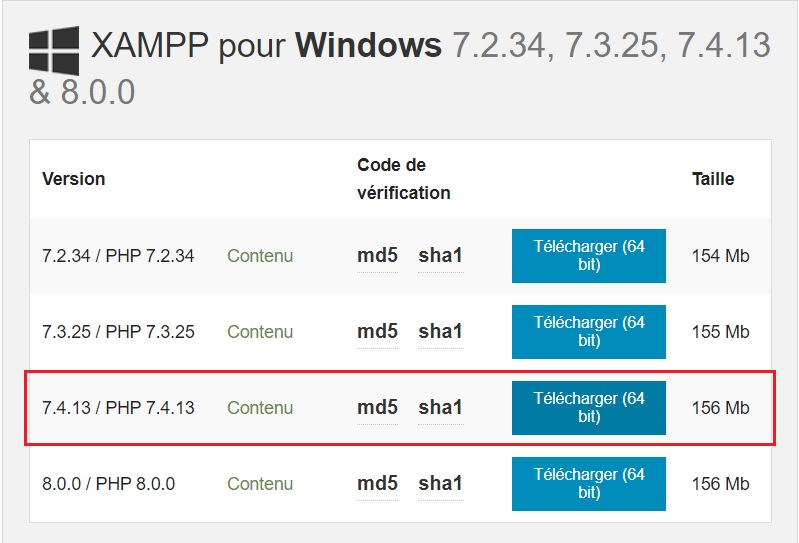 XAMPP pour Windows 7.2.34, 7.3.25, 7.4.13
& 8.0.0
Version Code de vérification Taille
7.2.34 / PHP 7.2.34 Contenu md5 sha1 Télécharger (64 bit) 154 Mb
7.3.25 / PHP 7.3.25 Contenu md5 sha1 Télécharger (64 bit) 155 Mb
7.4.13 / PHP 7.4.13 Contenu md5 sha1 Télécharger (64 bit) 156 Mb
8.0.0 / PHP 8.0.0 Contenu md5 sha1 Télécharger (64 bit) 156 Mb